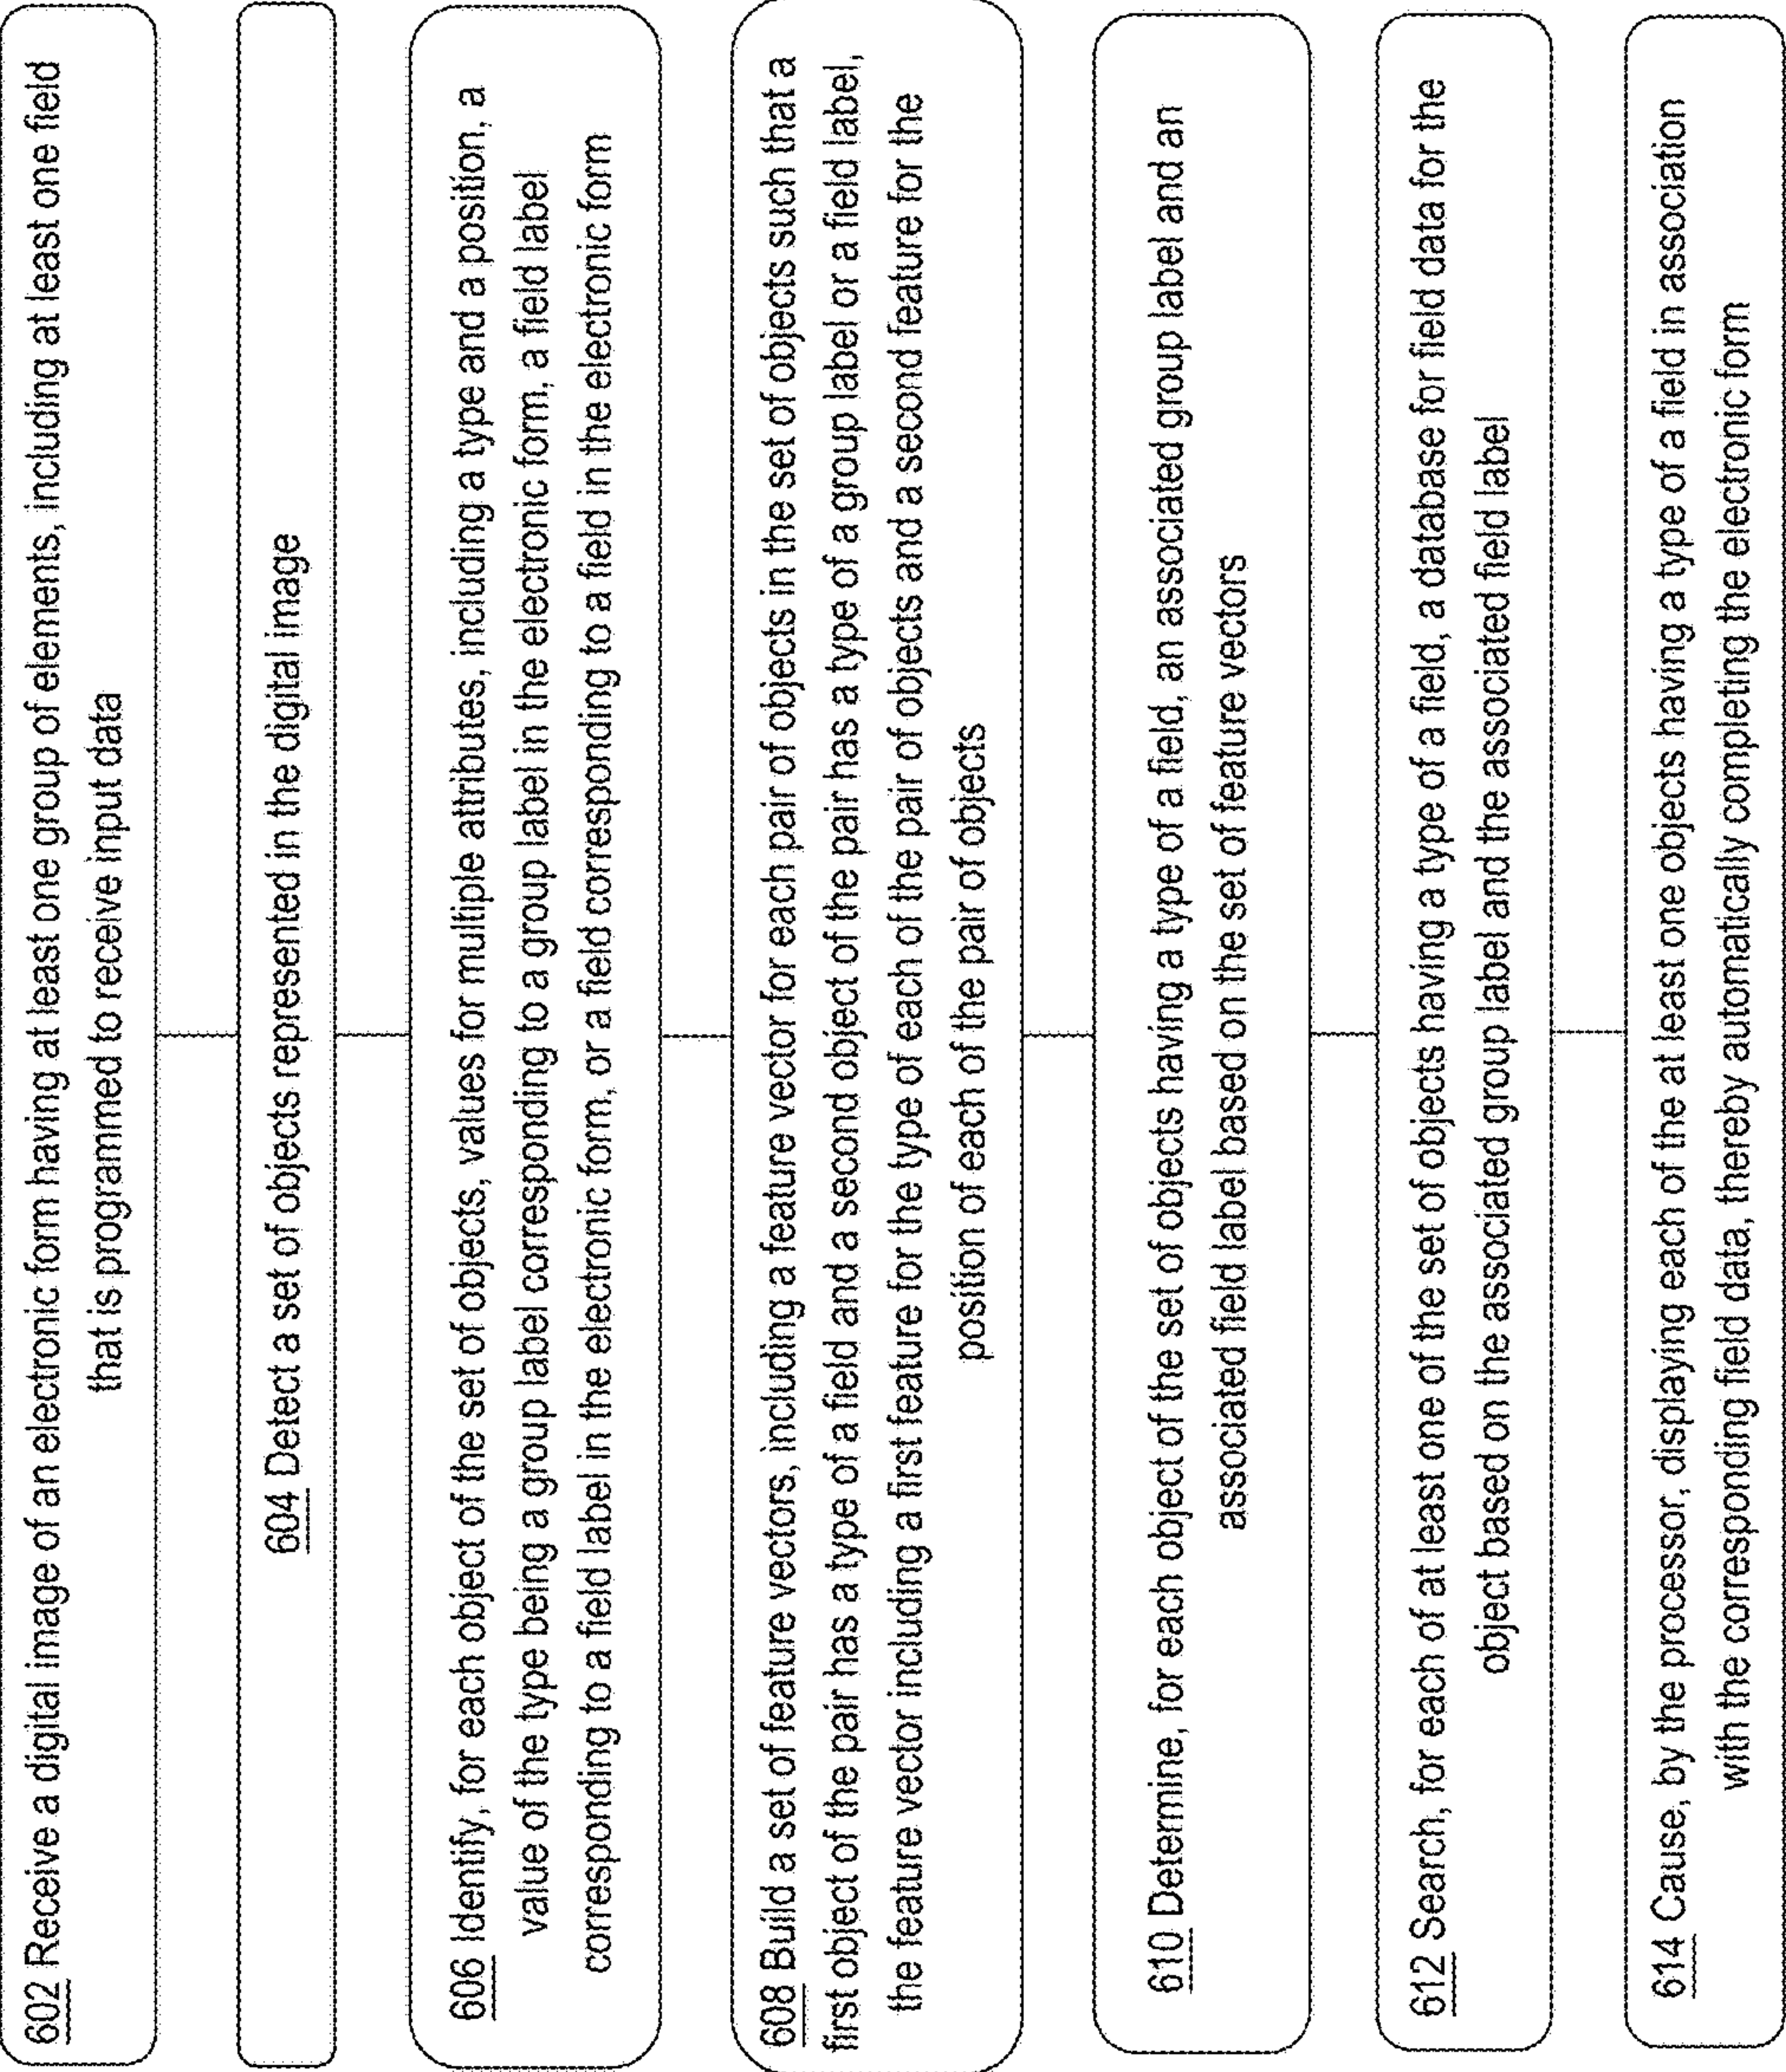 602 Receive a digital image of an electronic form having at least one group of elements, including at least one field
that is programmed to receive input data
604 Detect a set of objects represented in the digital image
606 Identify, for each object of the set of objects, values for multiple attributes, including a type and a position, a
value of the type being a group label corresponding to a group label in the electronic form, a field label
corresponding to a field label in the electronic form, or a field corresponding to a field in the electronic form
608 Build a set of feature vectors, including a feature vector for each pair of objects in the set of objects such that a
first object of the pair has a type of a field and a second object of the pair has a type of a group label or a field label,
the feature vector including a first feature for the type of each of the pair of objects and a second feature for the
position of each of the pair of objects
610 Determine, for each object of the set of objects having a type of a field, an associated group label and an
associated field label based on the set of feature vectors
612 Search, for each of at least one of the set of objects having a type of a field, a database for field data for the
object based on the associated group label and the associated field label
614 Cause, by the processor, displaying each of the at least one objects having a type of a field in association
with the corresponding field data, thereby automatically completing the electronic form